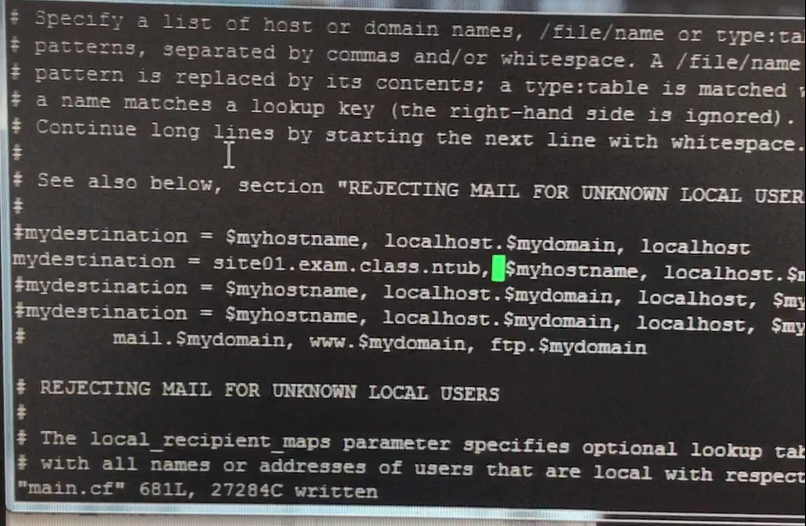 # Specify a list of host or domain names, /file/name or type:ta
# patterns, separated by commas and/or whitespace. A /file/name
# pattern is replaced by its contents; a type:table is matched
# a name matches a lookup key (the right-hand side is ignored).
# Continue long lines by starting the next line with whitespace.
#
# See also below, section "REJECTING MAIL FOR UNKNOWN LOCAL USER
#
#mydestination = $myhostname, localhost.$mydomain, localhost
mydestination = site01.exam.class.ntub, $myhostname, localhost.$m
#mydestination = $myhostname, localhost.$mydomain, localhost, $my
#mydestination = $myhostname, localhost.$mydomain, localhost, $my
# mail.$mydomain, www.$mydomain, ftp.$mydomain
# REJECTING MAIL FOR UNKNOWN LOCAL USERS
#
# The local_recipient_maps parameter specifies optional lookup tab
# with all names or addresses of users that are local with respect
"main.cf" 681L, 27284C written